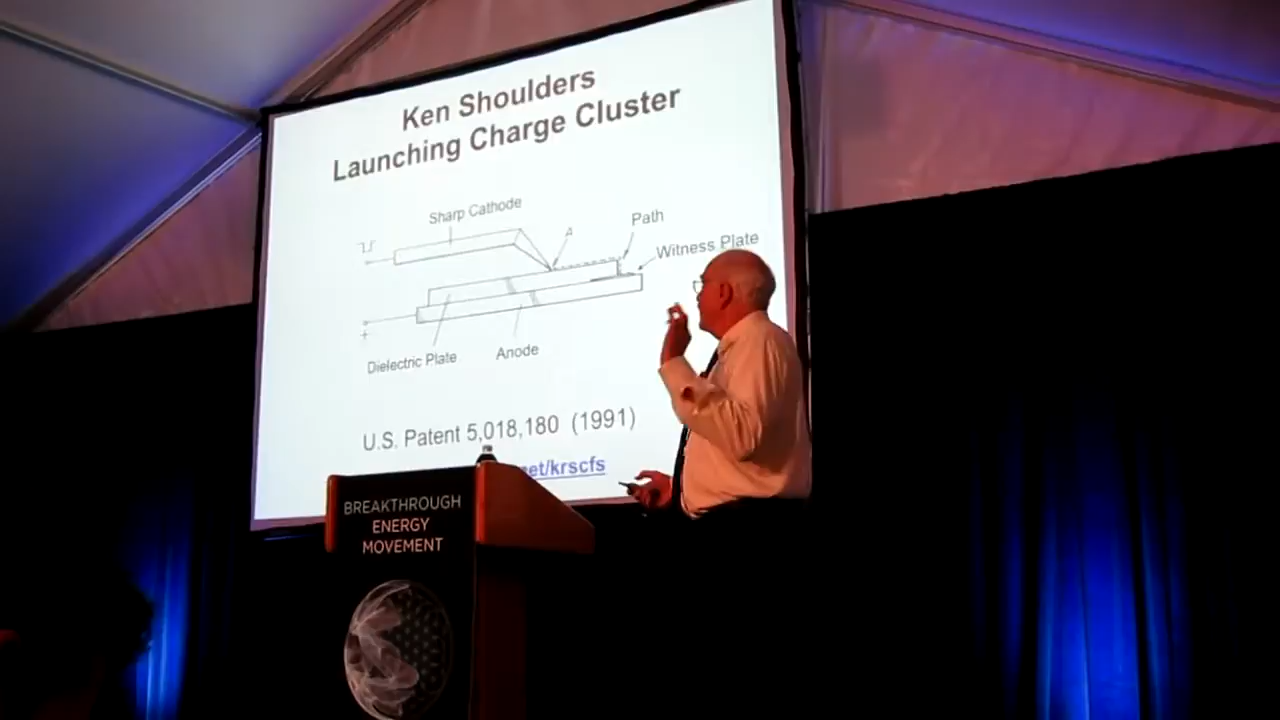 Ken Shoulders
Launching Charge Cluster
Sharp Cathode
A
Path
Witness Plate
+
Dielectric Plate
Anode
U.S. Patent 5,018,180 (1991)
net/krscfs
BREAKTHROUGH
ENERGY
MOVEMENT